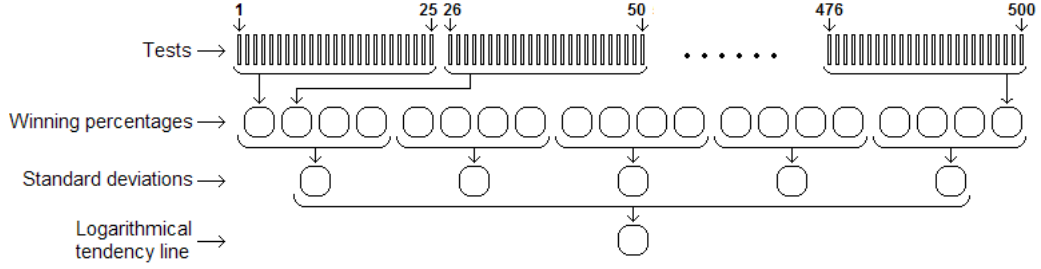 1 25 26 50 476 500
Tests
Winning percentages
Standard deviations
Logarithmical
tendency line